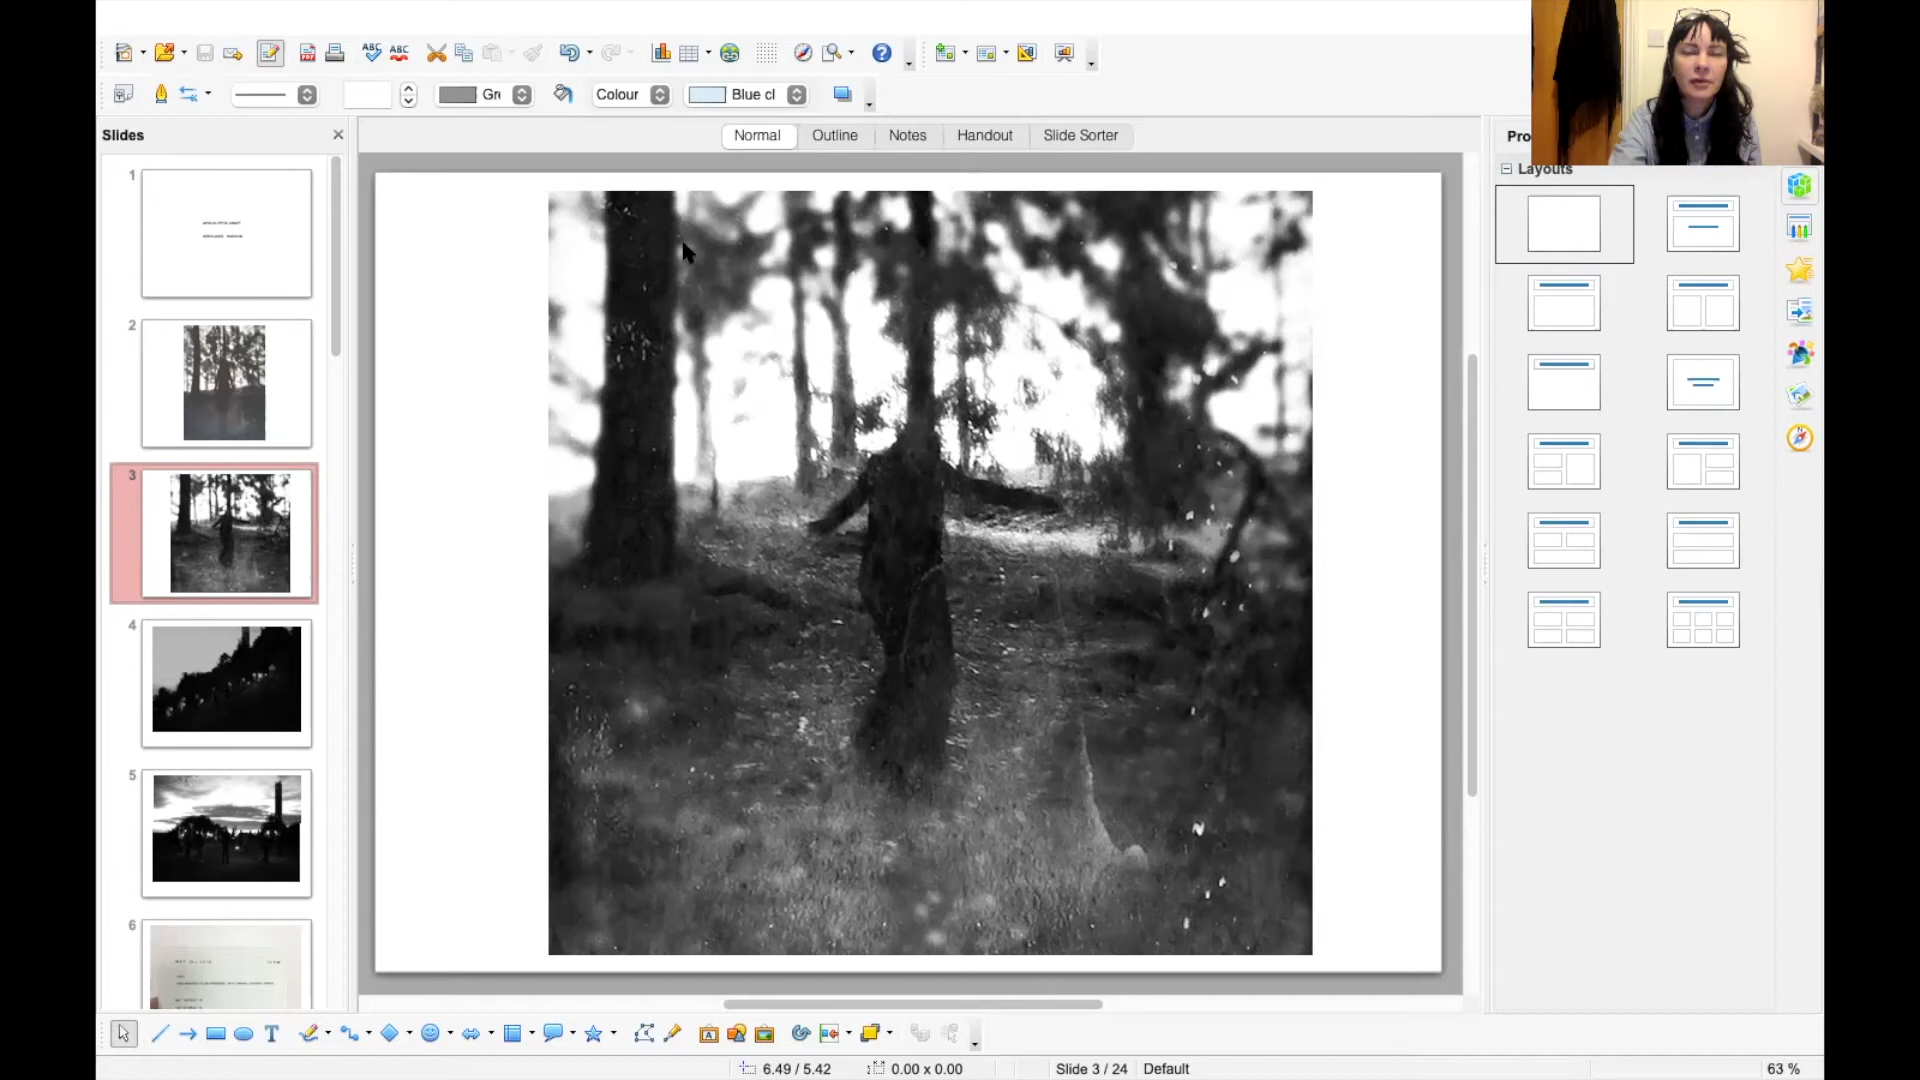 Gr
Colour
Blue cl
Slides
Normal
Outline
Notes
Handout
Slide Sorter
Pro
Layouts
1
2
3
4
5
6
6.49 / 5.42
0.00 x 0.00
Slide 3 / 24
Default
63 %